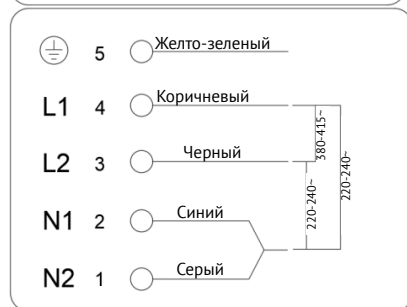 5 Желто-зеленый
L1 4 Коричневый
L2 3 Черный
N1 2 Синий
N2 1 Серый
380-415~
220-240~
220-240~